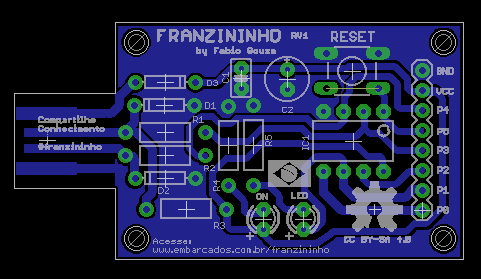 FRANZININHO RV1
by Fabio Souza
RESET
C1
C2
GND
VCC
P4
P5
P3
P2
P1
P0
D3
D1
R1
Compartilhe
Conhecimento
@franzininho
R5
IC1
R2
R4
D2
ON
LED
R3
CC BY-SA 4.0
Acesse:
www.embarcados.com.br/franzininho